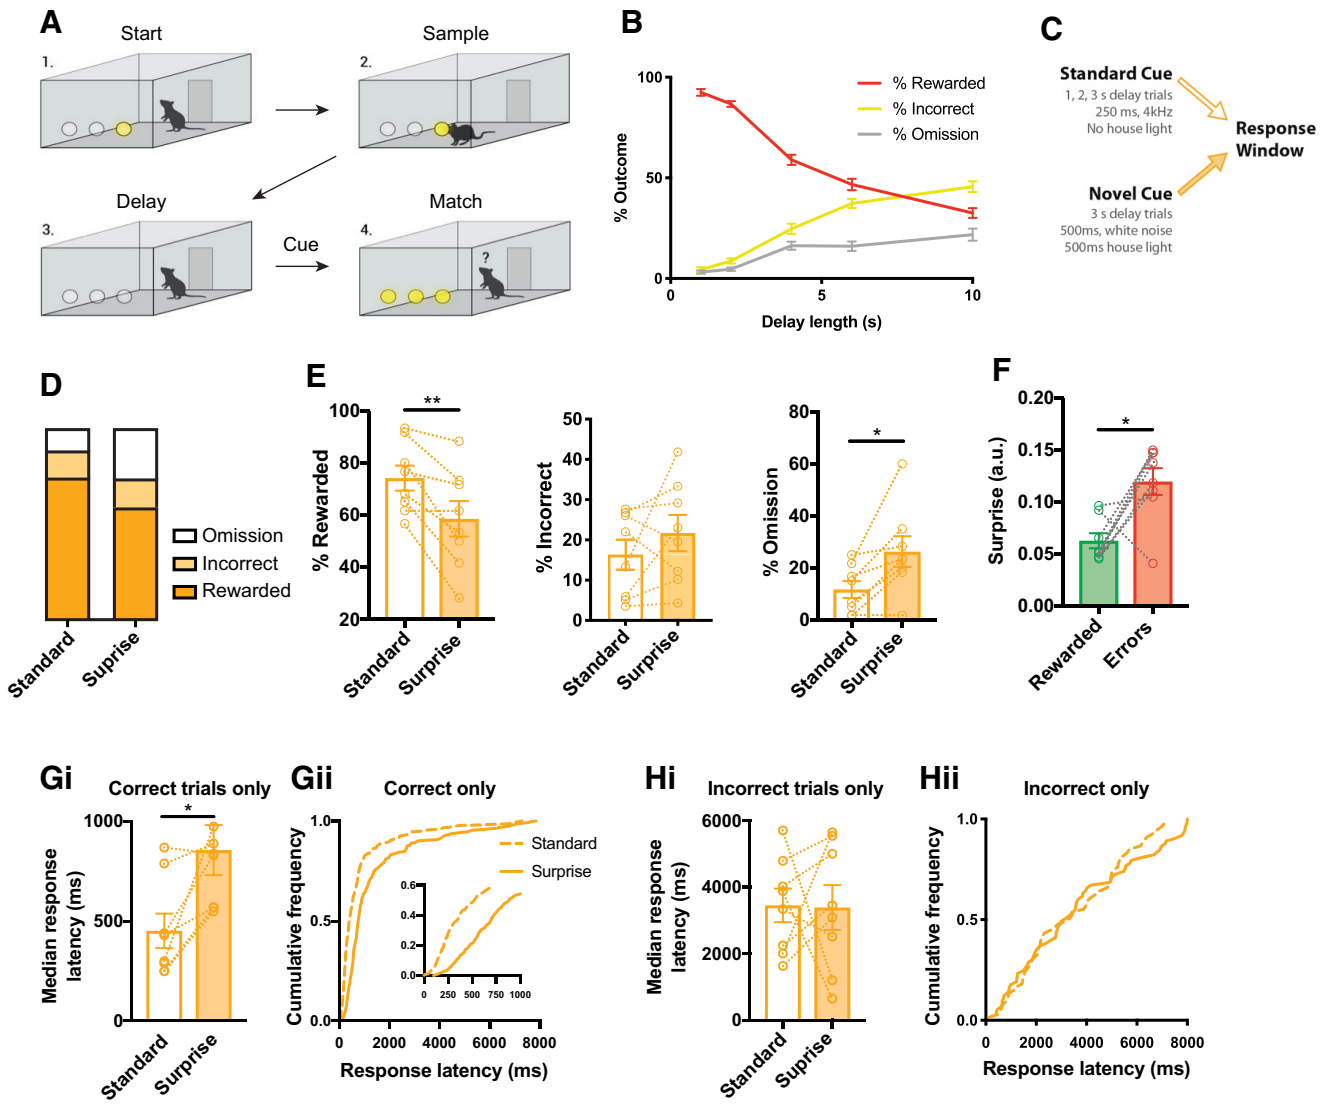 A
Start
1.
Sample
2.
Delay
3.
Cue
Match
4.
?
B
% Outcome
100
50
0
0
5
10
Delay length (s)
% Rewarded
% Incorrect
% Omission
C
Standard Cue
1, 2, 3 s delay trials
250 ms, 4kHz
No house light
Novel Cue
3 s delay trials
500ms, white noise
500ms house light
Response
Window
D
Omission
Incorrect
Rewarded
Standard
Suprise
E
% Rewarded
100
80
60
40
20
**
Standard
Surprise
% Incorrect
50
40
30
20
10
0
Standard
Surprise
% Omission
80
60
40
20
0
*
Standard
Surprise
F
Surprise (a.u.)
0.20
0.15
0.10
0.05
0.00
*
Rewarded
Errors
Gi
Correct trials only
Median response
latency (ms)
1000
500
0
*
Standard
Surprise
Gii
Correct only
Cumulative frequency
1.0
0.5
0.0
Standard
Surprise
0.6
0.4
0.2
0.0
0
250
500
750
1000
0
2000
4000
6000
8000
Response latency (ms)
Hi
Incorrect trials only
Median response
latency (ms)
6000
4000
2000
0
Standard
Suprise
Hii
Incorrect only
Cumulative frequency
1.0
0.5
0.0
0
2000
4000
6000
8000
Response latency (ms)